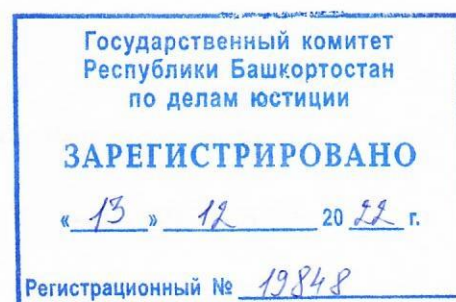 Государственный комитет
Республики Башкортостан
по делам юстиции
ЗАРЕГИСТРИРОВАНО
« 13 » 12 20 22 г.
Регистрационный № 19848